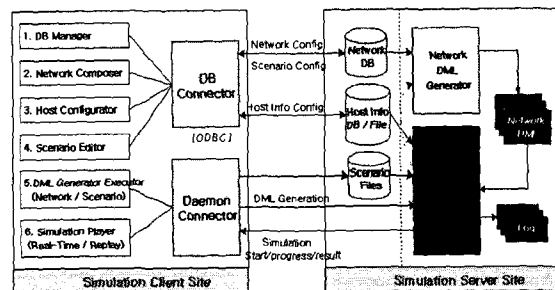 1. DB Manager
2. Network Composer
3. Host Configurator
4. Scenario Editor
5.DML Generator Executor
(Network / Scenario)
6. Simulation Player
(Real-Time / Replay)
DB
Connector
[ODBC]
Daemon
Connector
Network Config
Scenario Config
Host Info Config
DML Generation
Simulation
Start/progress/result
Network
DB
Host Info
DB / File
Scenario
Files
Network
DML
Generator
Network
DML
Log
Simulation Client Site
Simulation Server Site